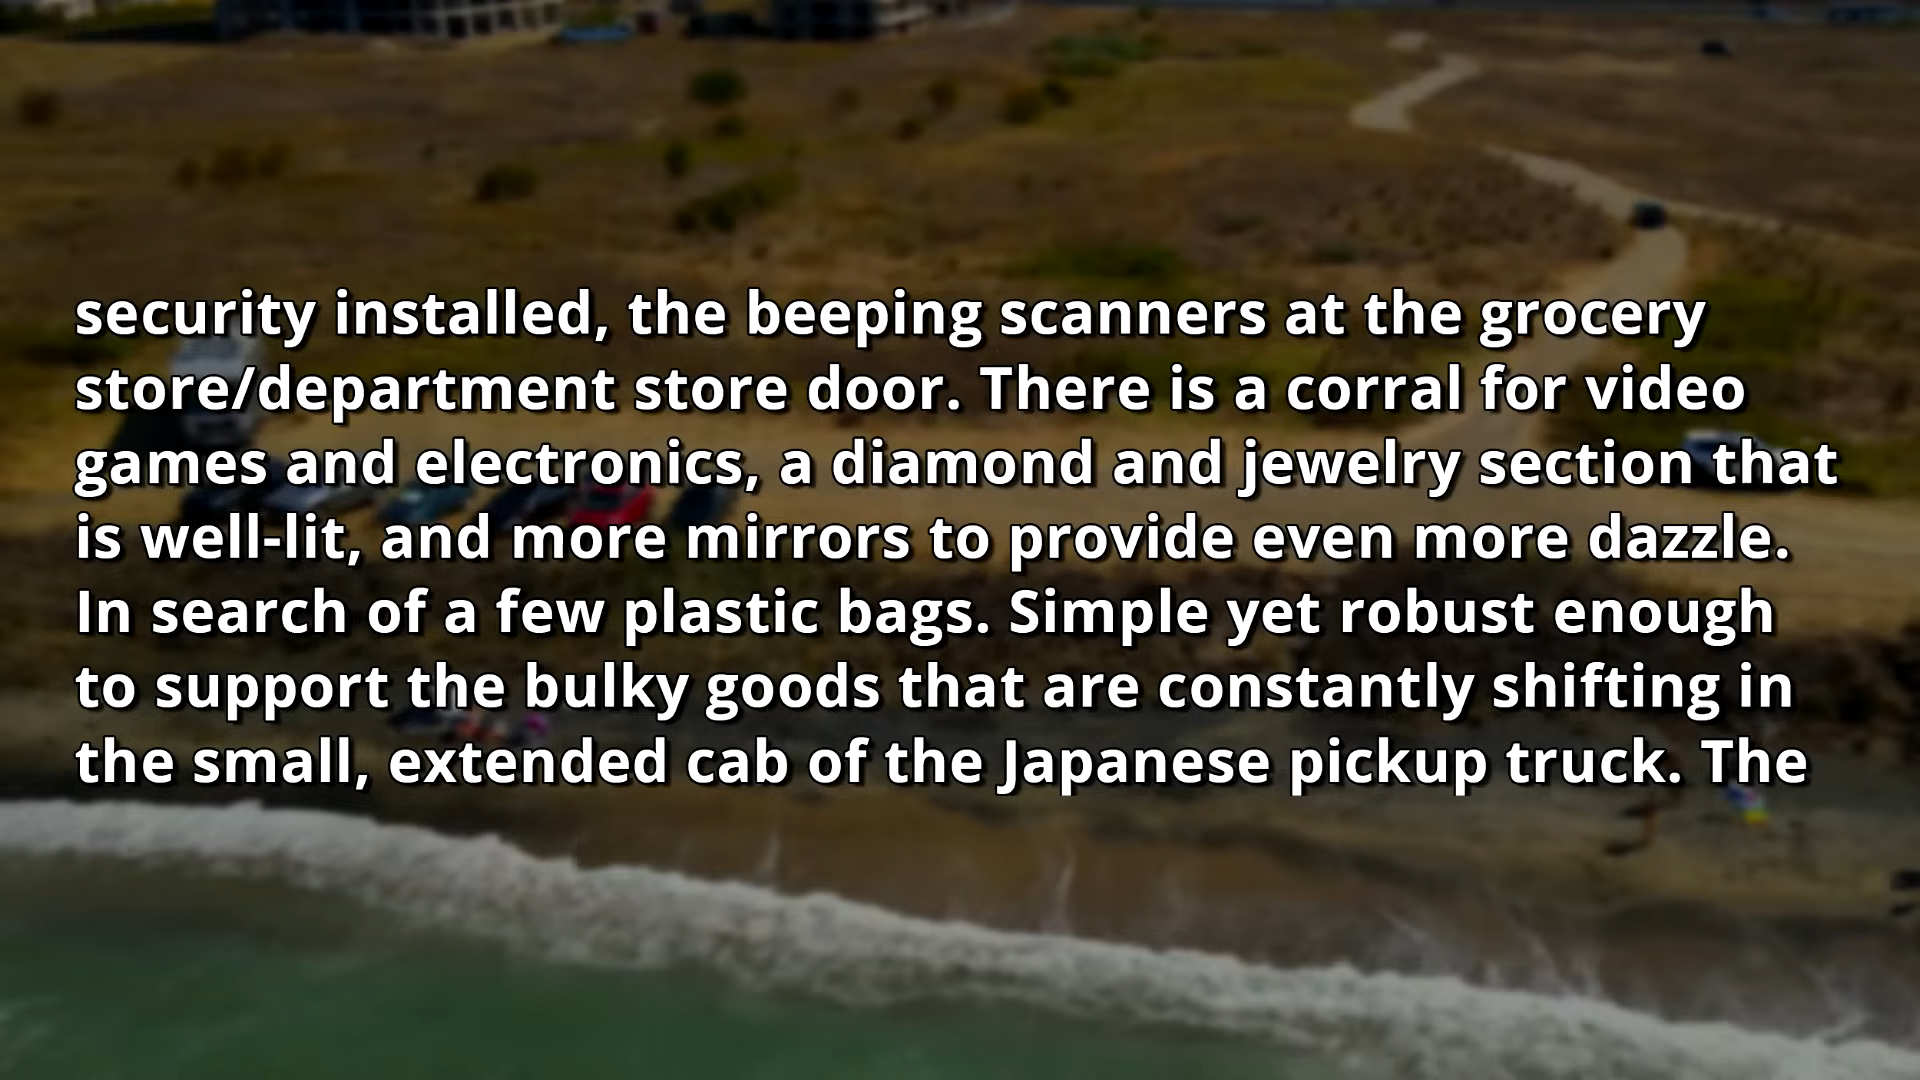 security installed, the beeping scanners at the grocery
store/department store door. There is a corral for video
games and electronics, a diamond and jewelry section that
is well-lit, and more mirrors to provide even more dazzle.
In search of a few plastic bags. Simple yet robust enough
to support the bulky goods that are constantly shifting in
the small, extended cab of the Japanese pickup truck. The